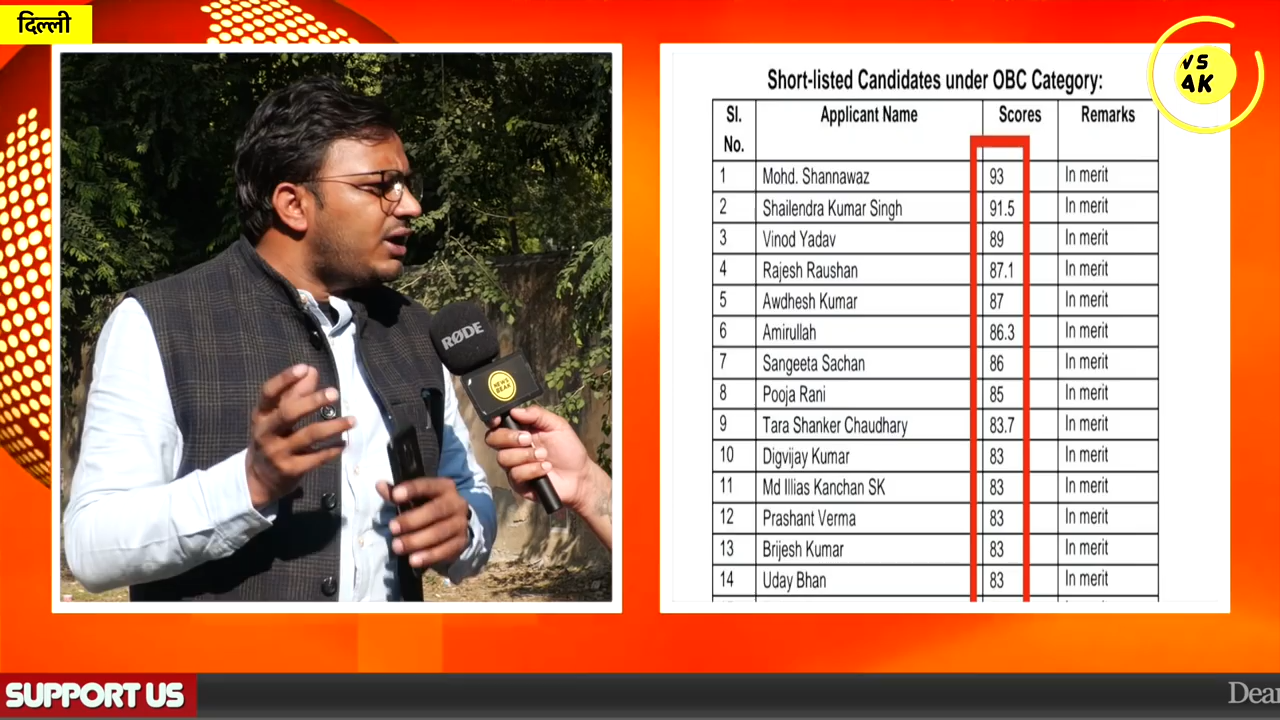 दिल्ली
RØDE
NEWS
BEAK
Short-listed Candidates under OBC Category:
Sl. No. Applicant Name Scores Remarks
1 Mohd. Shannawaz 93 In merit
2 Shailendra Kumar Singh 91.5 In merit
3 Vinod Yadav 89 In merit
4 Rajesh Raushan 87.1 In merit
5 Awdhesh Kumar 87 In merit
6 Amirullah 86.3 In merit
7 Sangeeta Sachan 86 In merit
8 Pooja Rani 85 In merit
9 Tara Shanker Chaudhary 83.7 In merit
10 Digvijay Kumar 83 In merit
11 Md Illias Kanchan SK 83 In merit
12 Prashant Verma 83 In merit
13 Brijesh Kumar 83 In merit
14 Uday Bhan 83 In merit
SUPPORT US